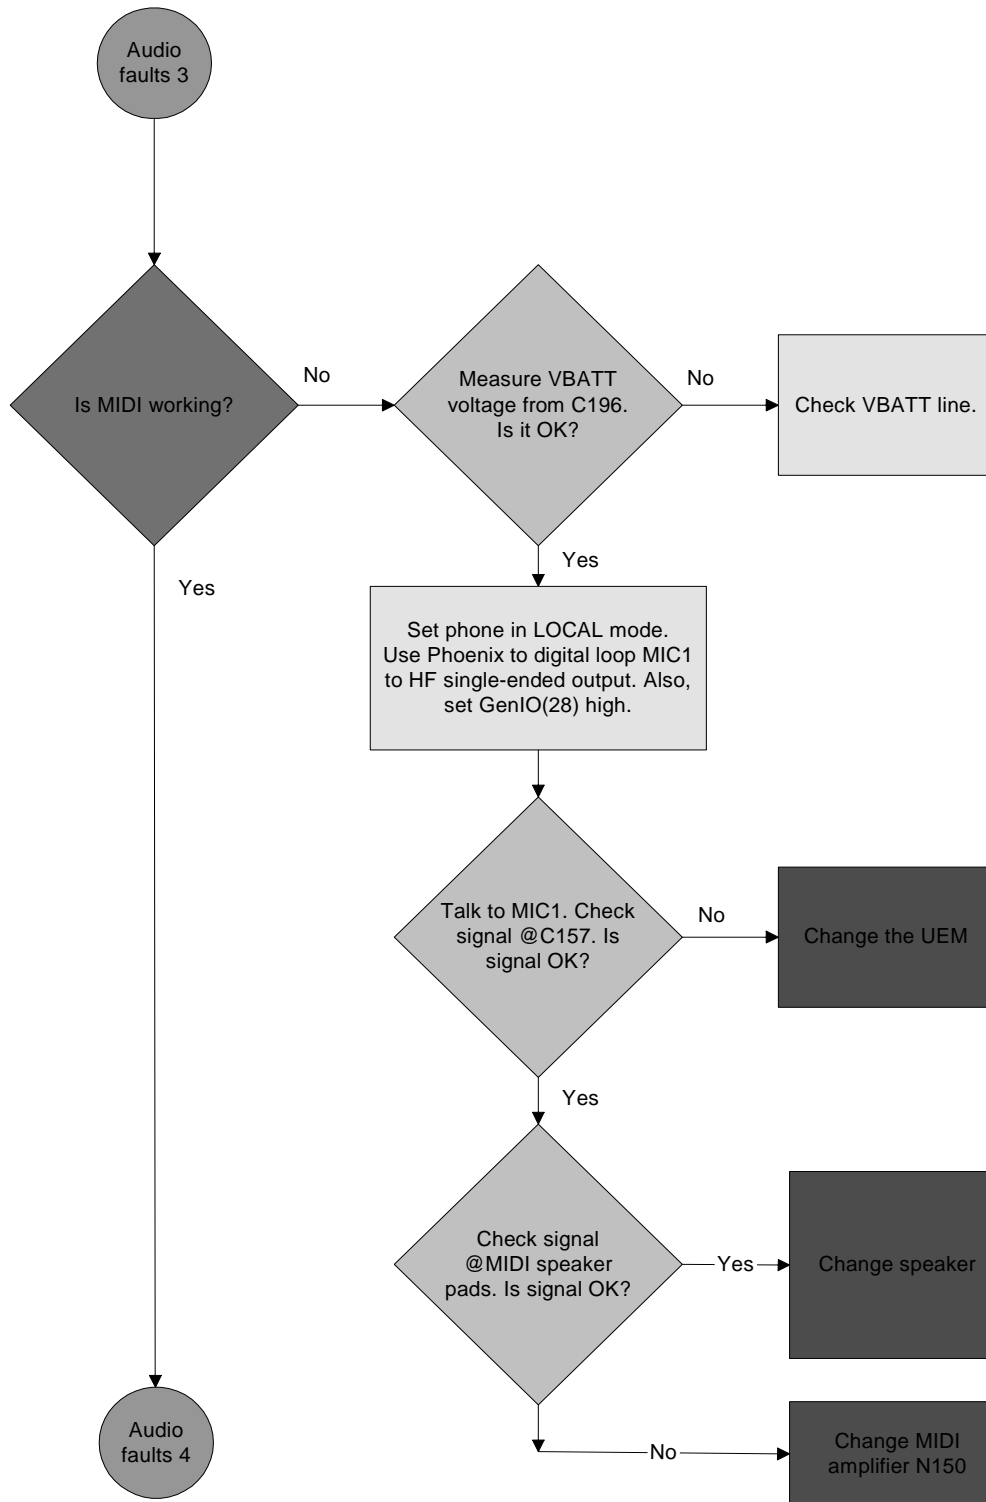 Audio
faults 3
Is MIDI working?
No
Measure VBATT
voltage from C196.
Is it OK?
No
Check VBATT line.
Yes
Yes
Set phone in LOCAL mode.
Use Phoenix to digital loop MIC1
to HF single-ended output. Also,
set GenIO(28) high.
Talk to MIC1. Check
signal @C157. Is
signal OK?
No
Change the UEM
Yes
Check signal
@MIDI speaker
pads. Is signal OK?
Yes
Change speaker
No
Change MIDI
amplifier N150
Audio
faults 4